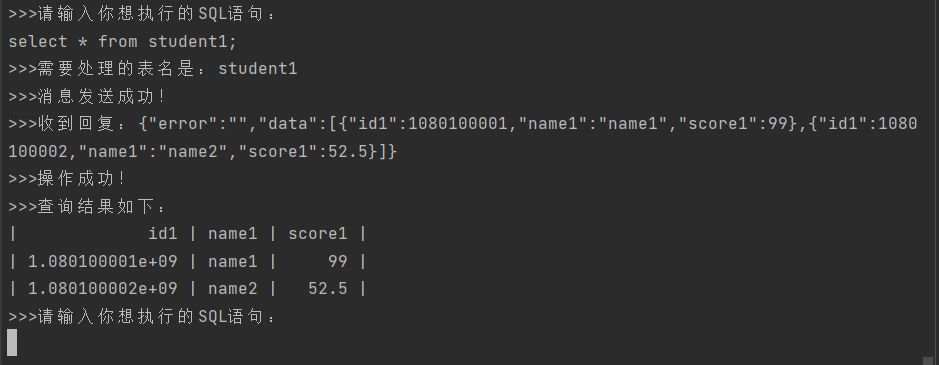 >>>请输入你想执行的SQL语句：
select * from student1;
>>>需要处理的表名是：student1
>>>消息发送成功！
>>>收到回复：{"error":"","data":[{"id1":1080100001,"name1":"name1","score1":99},{"id1":1080
100002,"name1":"name2","score1":52.5}]}
>>>操作成功！
>>>查询结果如下：
|             id1 | name1 | score1 |
| 1.080100001e+09 | name1 |     99 |
| 1.080100002e+09 | name2 |   52.5 |
>>>请输入你想执行的SQL语句：